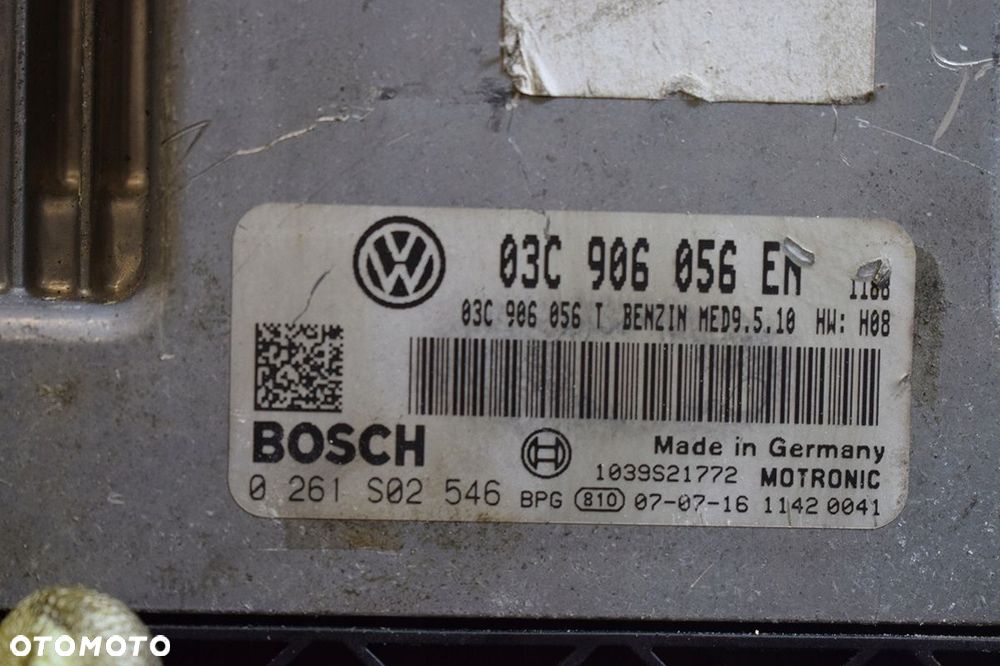 03C 906 056 EN
1188
03C 906 056 T BENZIN MED9.5.10 HW: H08
BOSCH
Made in Germany
1039S21772 MOTRONIC
0 261 S02 546 BPG 810 07-07-16 1142 0041
OTOMOTO